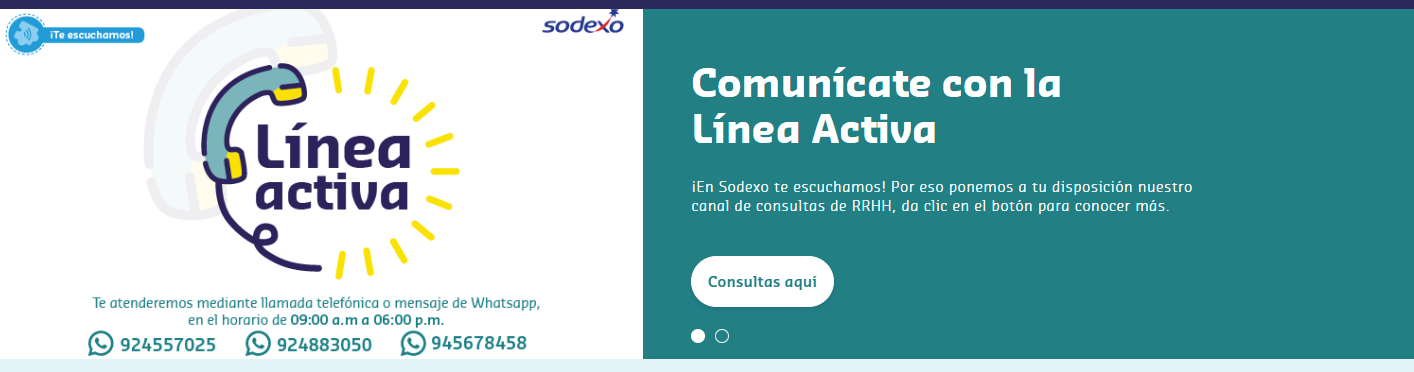 ¡Te escuchamos!
sodexo
Línea
activa
Te atenderemos mediante llamada telefónica o mensaje de Whatsapp,
en el horario de 09:00 a.m a 06:00 p.m.
924557025 924883050 945678458
Comunícate con la
Línea Activa
¡En Sodexo te escuchamos! Por eso ponemos a tu disposición nuestro
canal de consultas de RRHH, da clic en el botón para conocer más.
Consultas aquí